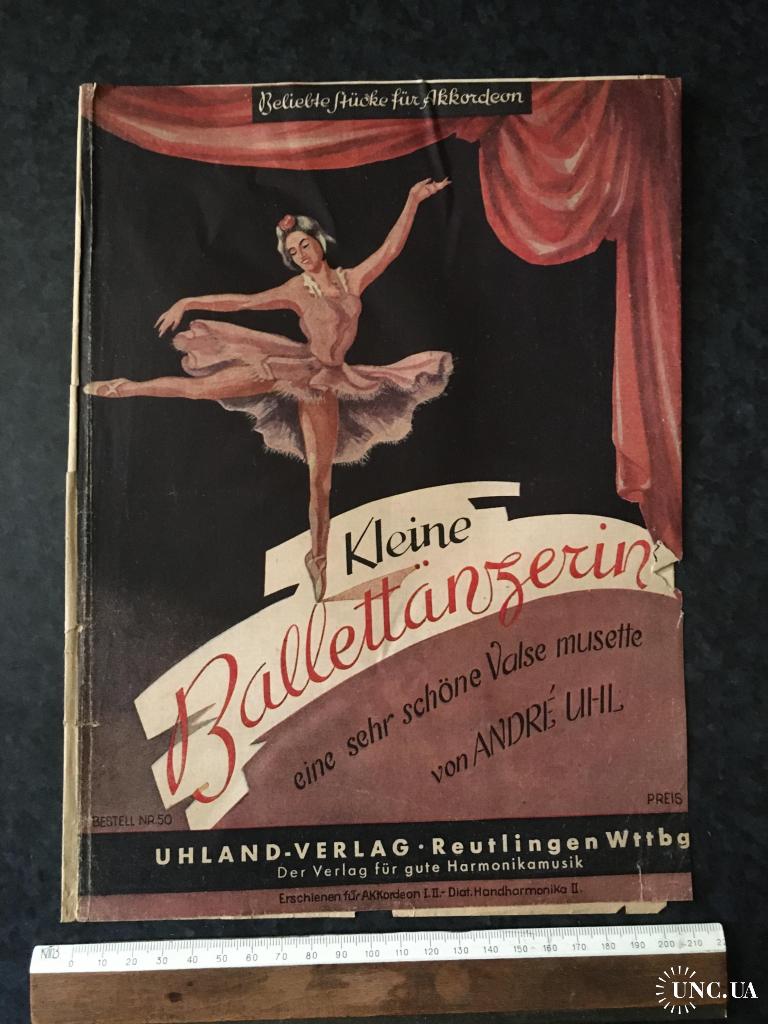 Beliebte Stücke für Akkordeon
Kleine
Ballettänzerin
eine sehr schöne Valse musette
von ANDRÉ UHL
BESTELL NR.50
PREIS
UHLAND-VERLAG · Reutlingen Wttbg
Der Verlag für gute Harmonikamusik
Erschienen für Akkordeon I. II.- Diat. Handharmonika II.
0 10 20 30 40 50 60 70 80 90 100 110 120 130 140 150 160 170 180 190 200 210 22
UNC.UA